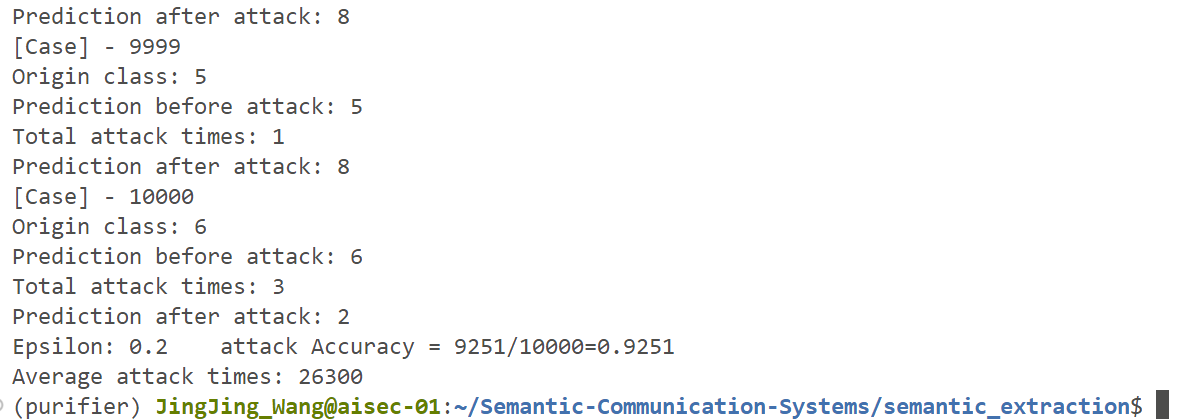 Prediction after attack: 8
[Case] - 9999
Origin class: 5
Prediction before attack: 5
Total attack times: 1
Prediction after attack: 8
[Case] - 10000
Origin class: 6
Prediction before attack: 6
Total attack times: 3
Prediction after attack: 2
Epsilon: 0.2    attack Accuracy = 9251/10000=0.9251
Average attack times: 26300
(purifier) JingJing_Wang@aisec-01:~/Semantic-Communication-Systems/semantic_extraction$